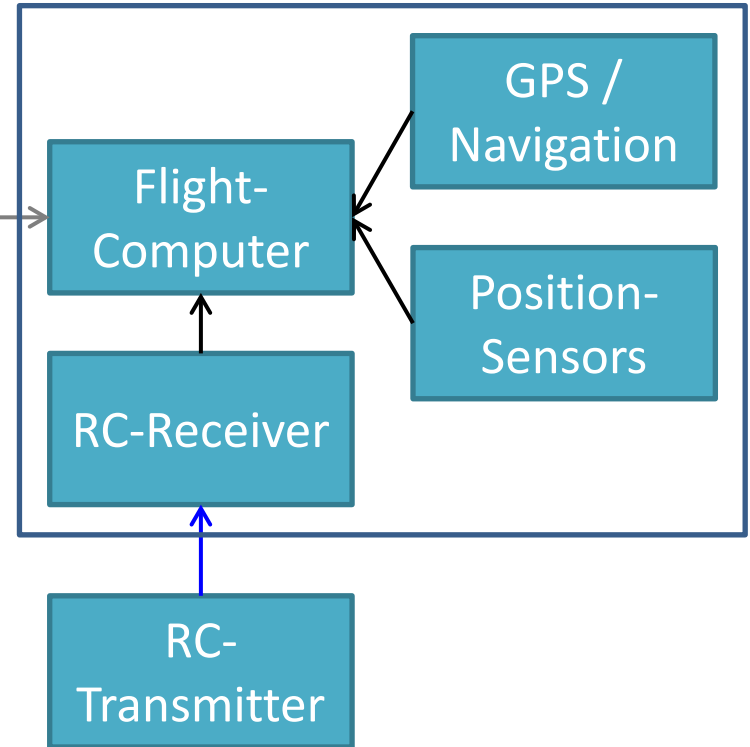 GPS /
Navigation
Flight-
Computer
Position-
Sensors
RC-Receiver
RC-
Transmitter